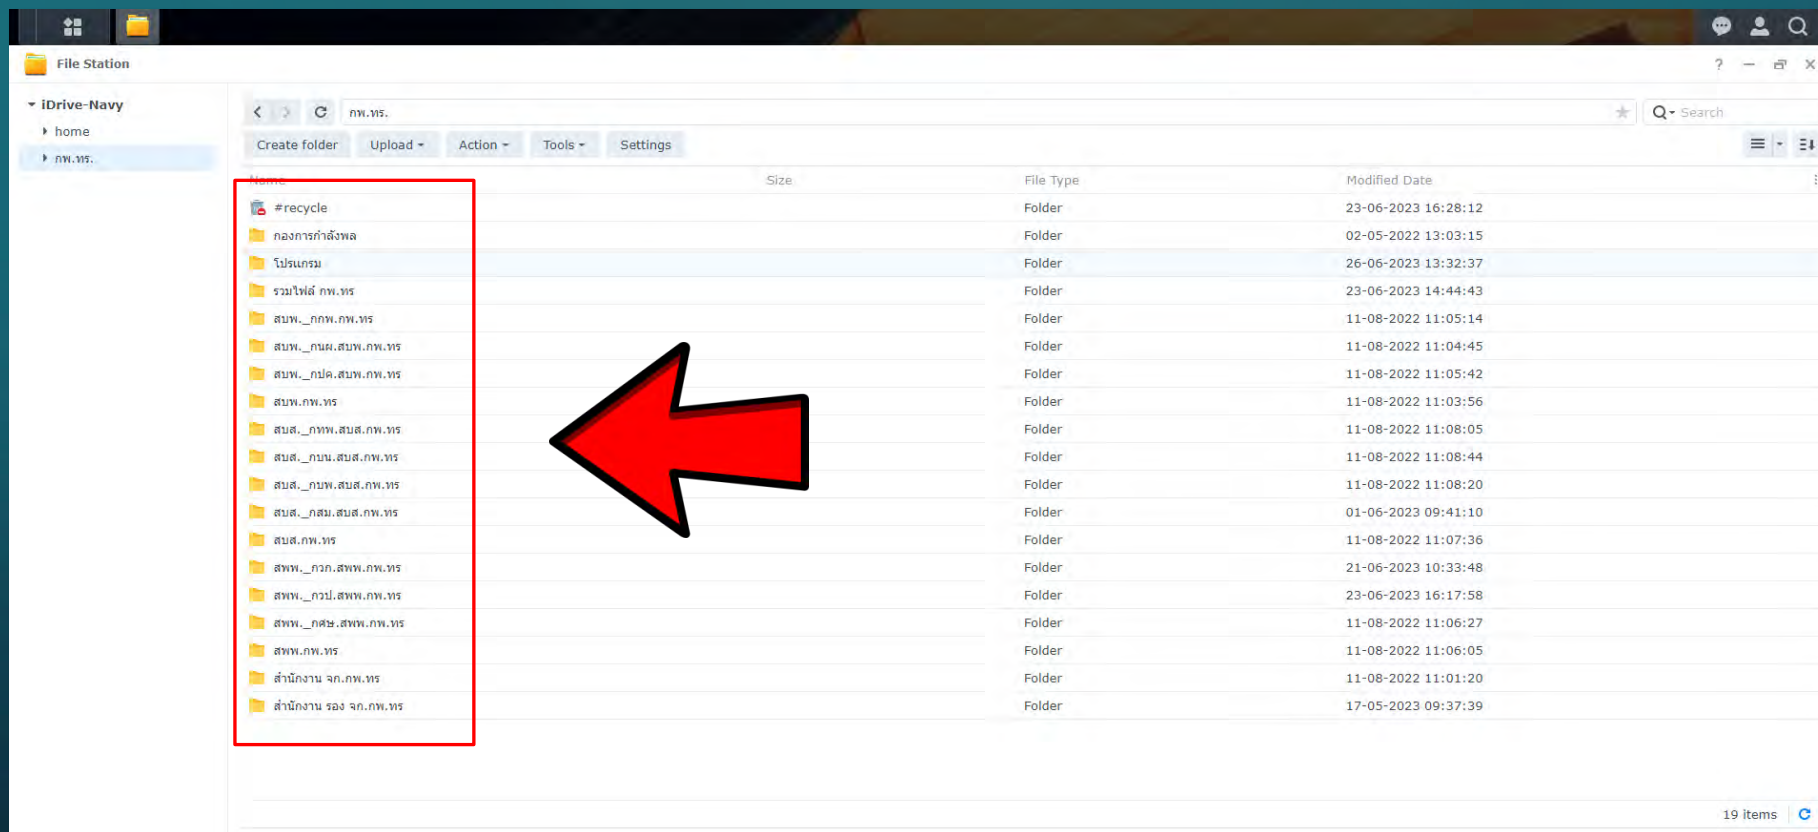 File Station
?
iDrive-Navy
home
กพ.ทร.
กพ.ทร.
Search
Create folder Upload Action Tools Settings
Name Size File Type Modified Date
#recycle Folder 23-06-2023 16:28:12
กองการกำลังพล Folder 02-05-2022 13:03:15
โปรแกรม Folder 26-06-2023 13:32:37
รวมไฟล์ กพ.ทร Folder 23-06-2023 14:44:43
สบพ._กกพ.กพ.ทร Folder 11-08-2022 11:05:14
สบพ._กนผ.สบพ.กพ.ทร Folder 11-08-2022 11:04:45
สบพ._กปค.สบพ.กพ.ทร Folder 11-08-2022 11:05:42
สบพ.กพ.ทร Folder 11-08-2022 11:03:56
สบส._กทพ.สบส.กพ.ทร Folder 11-08-2022 11:08:05
สบส._กบน.สบส.กพ.ทร Folder 11-08-2022 11:08:44
สบส._กบพ.สบส.กพ.ทร Folder 11-08-2022 11:08:20
สบส._กสม.สบส.กพ.ทร Folder 01-06-2023 09:41:10
สบส.กพ.ทร Folder 11-08-2022 11:07:36
สพพ._กวก.สพพ.กพ.ทร Folder 21-06-2023 10:33:48
สพพ._กวป.สพพ.กพ.ทร Folder 23-06-2023 16:17:58
สพพ._กศษ.สพพ.กพ.ทร Folder 11-08-2022 11:06:27
สพพ.กพ.ทร Folder 11-08-2022 11:06:05
สำนักงาน จก.กพ.ทร Folder 11-08-2022 11:01:20
สำนักงาน รอง จก.กพ.ทร Folder 17-05-2023 09:37:39
19 items